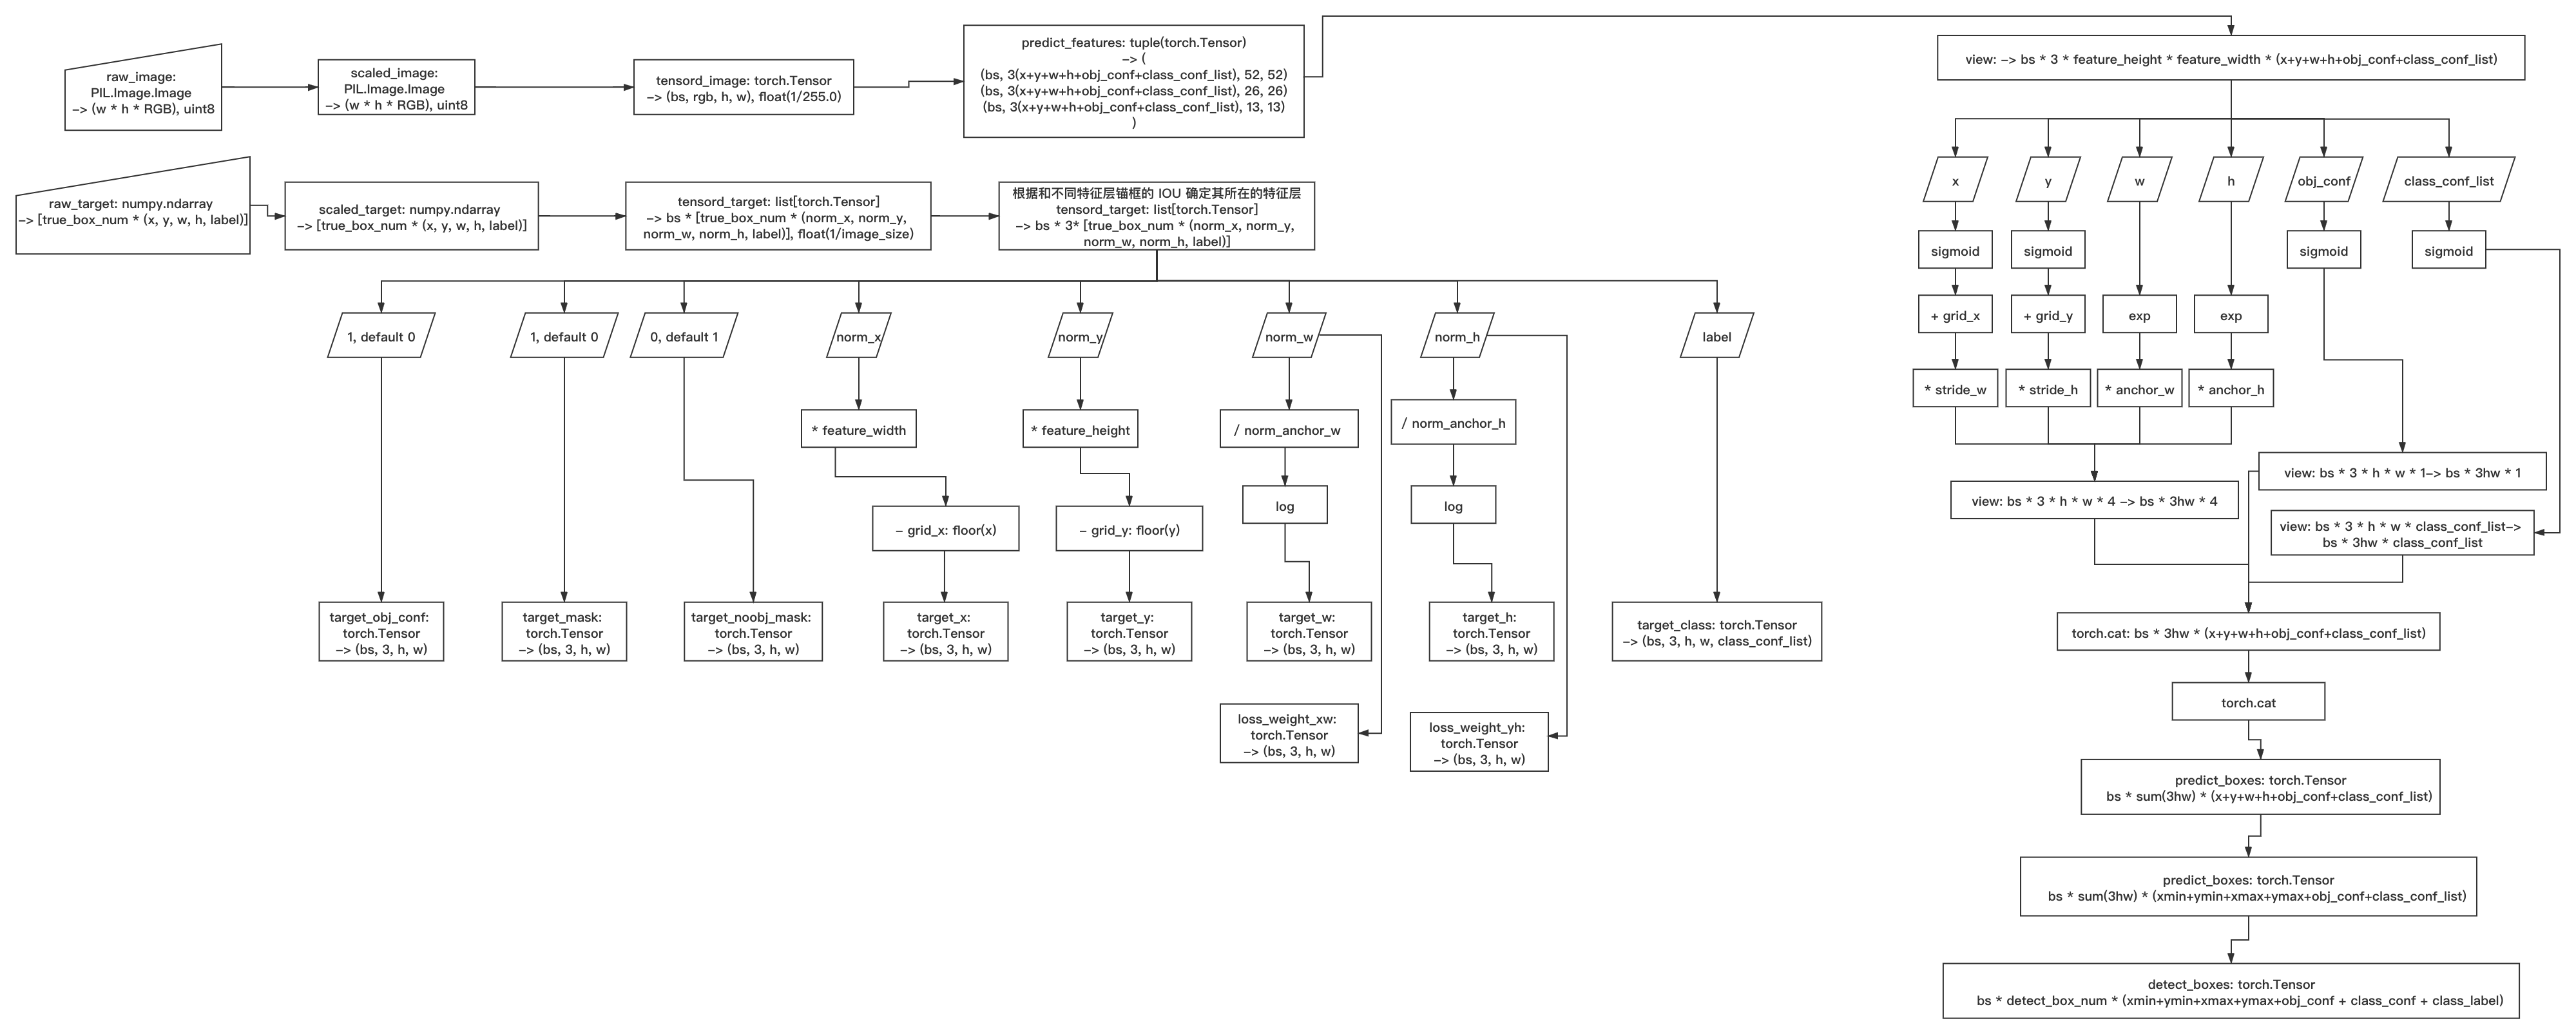 raw_image:
PIL.Image.Image
–> (w * h * RGB), uint8
scaled_image:
PIL.Image.Image
–> (w * h * RGB), uint8
tensord_image: torch.Tensor
–> (bs, rgb, h, w), float(1/255.0)
predict_features: tuple(torch.Tensor)
–> (
(bs, 3(x+y+w+h+obj_conf+class_conf_list), 52, 52)
(bs, 3(x+y+w+h+obj_conf+class_conf_list), 26, 26)
(bs, 3(x+y+w+h+obj_conf+class_conf_list), 13, 13)
)
view: –> bs * 3 * feature_height * feature_width * (x+y+w+h+obj_conf+class_conf_list)
raw_target: numpy.ndarray
–> [true_box_num * (x, y, w, h, label)]
scaled_target: numpy.ndarray
–> [true_box_num * (x, y, w, h, label)]
tensord_target: list[torch.Tensor]
–> bs * [true_box_num * (norm_x, norm_y,
norm_w, norm_h, label)], float(1/image_size)
根据和不同特征层锚框的 IOU 确定其所在的特征层
tensord_target: list[torch.Tensor]
–> bs * 3* [true_box_num * (norm_x, norm_y,
norm_w, norm_h, label)]
1, default 0
1, default 0
0, default 1
norm_x
norm_y
norm_w
norm_h
label
* feature_width
* feature_height
/ norm_anchor_w
/ norm_anchor_h
– grid_x: floor(x)
– grid_y: floor(y)
log
log
target_obj_conf:
torch.Tensor
–> (bs, 3, h, w)
target_mask:
torch.Tensor
–> (bs, 3, h, w)
target_noobj_mask:
torch.Tensor
–> (bs, 3, h, w)
target_x:
torch.Tensor
–> (bs, 3, h, w)
target_y:
torch.Tensor
–> (bs, 3, h, w)
target_w:
torch.Tensor
–> (bs, 3, h, w)
target_h:
torch.Tensor
–> (bs, 3, h, w)
target_class: torch.Tensor
–> (bs, 3, h, w, class_conf_list)
loss_weight_xw:
torch.Tensor
–> (bs, 3, h, w)
loss_weight_yh:
torch.Tensor
–> (bs, 3, h, w)
x
y
w
h
obj_conf
class_conf_list
sigmoid
sigmoid
sigmoid
sigmoid
+ grid_x
+ grid_y
exp
exp
* stride_w
* stride_h
* anchor_w
* anchor_h
view: bs * 3 * h * w * 1–> bs * 3hw * 1
view: bs * 3 * h * w * 4 –> bs * 3hw * 4
view: bs * 3 * h * w * class_conf_list–>
bs * 3hw * class_conf_list
torch.cat: bs * 3hw * (x+y+w+h+obj_conf+class_conf_list)
torch.cat
predict_boxes: torch.Tensor
bs * sum(3hw) * (x+y+w+h+obj_conf+class_conf_list)
predict_boxes: torch.Tensor
bs * sum(3hw) * (xmin+ymin+xmax+ymax+obj_conf+class_conf_list)
detect_boxes: torch.Tensor
bs * detect_box_num * (xmin+ymin+xmax+ymax+obj_conf + class_conf + class_label)